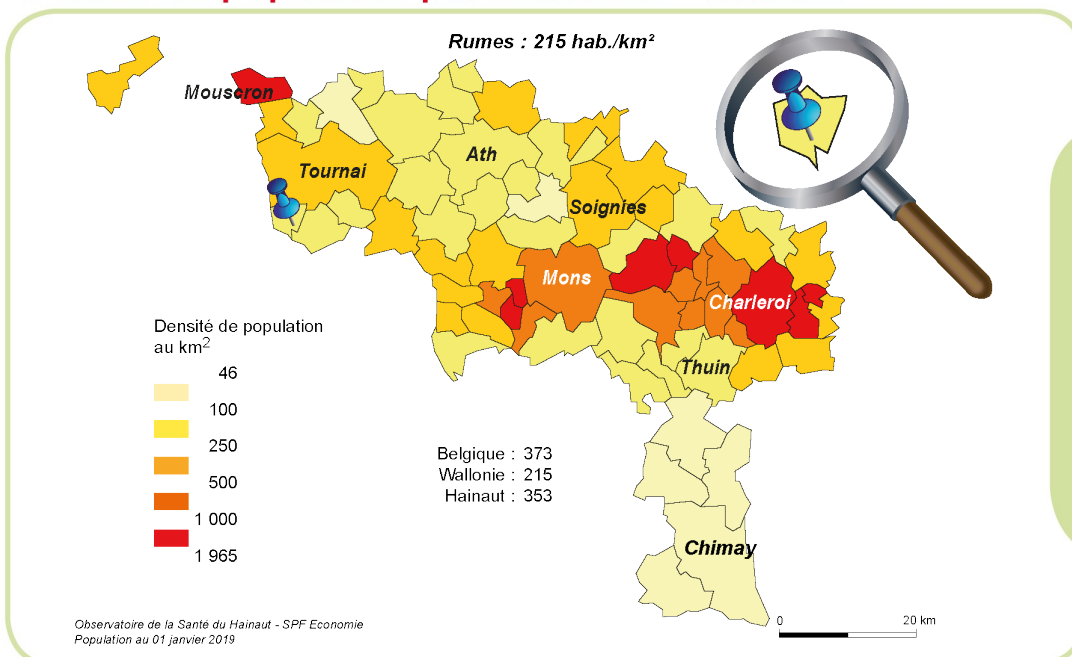 Rumes : 215 hab./km²
Mouscron
Ath
Tournai
Soignies
Mons
Charleroi
Thuin
Densité de population
au km²
46
100
250
500
1 000
1 965
Belgique : 373
Wallonie : 215
Hainaut : 353
Chimay
0 20 km
Observatoire de la Santé du Hainaut - SPF Economie
Population au 01 janvier 2019